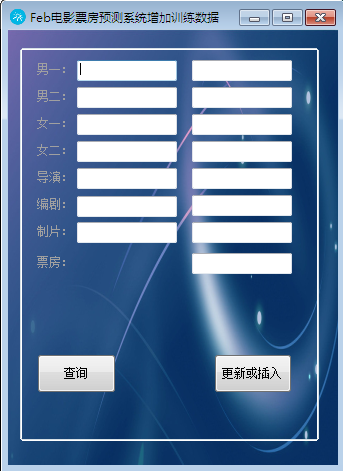 Feb电影票房预测系统增加训练数据
男一：
男二：
女一：
女二：
导演：
编剧：
制片：
票房：
查询
更新或插入